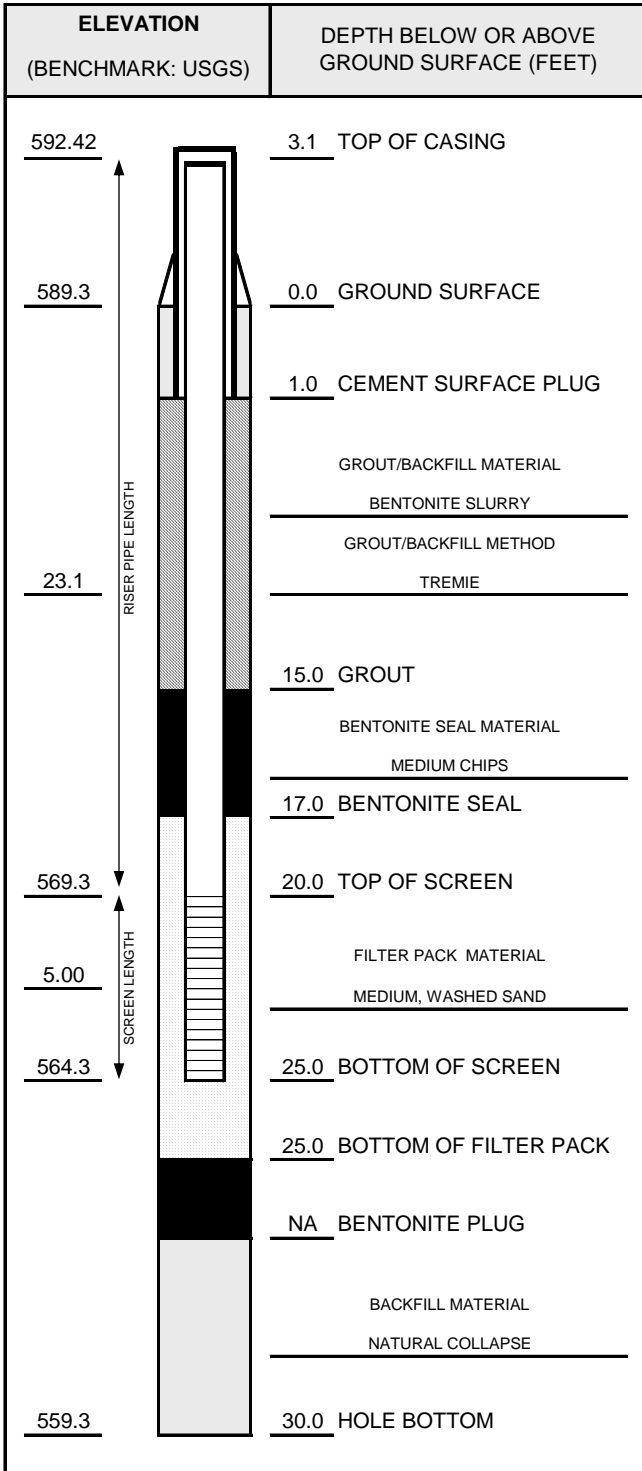 ELEVATION
(BENCHMARK: USGS)
DEPTH BELOW OR ABOVE
GROUND SURFACE (FEET)
592.42 3.1 TOP OF CASING
589.3 0.0 GROUND SURFACE
1.0 CEMENT SURFACE PLUG
GROUT/BACKFILL MATERIAL
BENTONITE SLURRY
GROUT/BACKFILL METHOD
RISER PIPE LENGTH
23.1 TREMIE
15.0 GROUT
BENTONITE SEAL MATERIAL
MEDIUM CHIPS
17.0 BENTONITE SEAL
569.3 20.0 TOP OF SCREEN
SCREEN LENGTH
FILTER PACK MATERIAL
5.00
MEDIUM, WASHED SAND
564.3 25.0 BOTTOM OF SCREEN
25.0 BOTTOM OF FILTER PACK
NA BENTONITE PLUG
BACKFILL MATERIAL
NATURAL COLLAPSE
559.3 30.0 HOLE BOTTOM